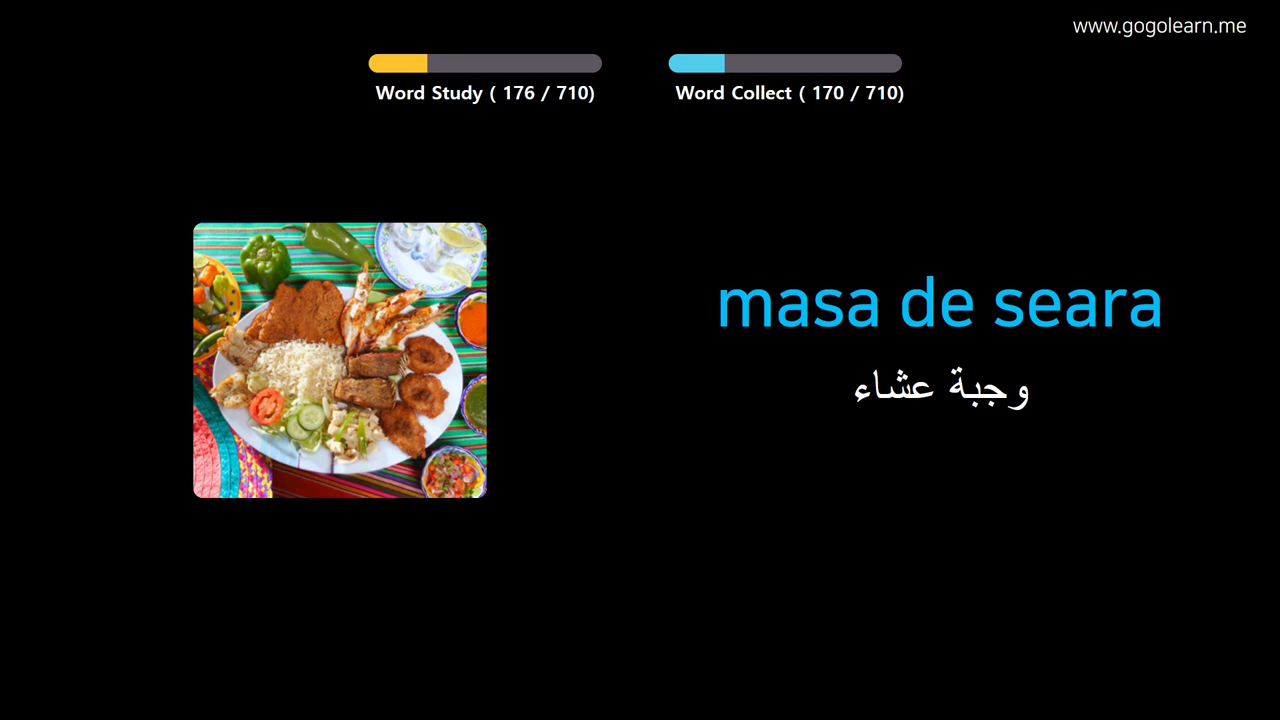 www.gogolearn.me
Word Study ( 176 / 710)
Word Collect ( 170 / 710)
masa de seara
وجبة عشاء